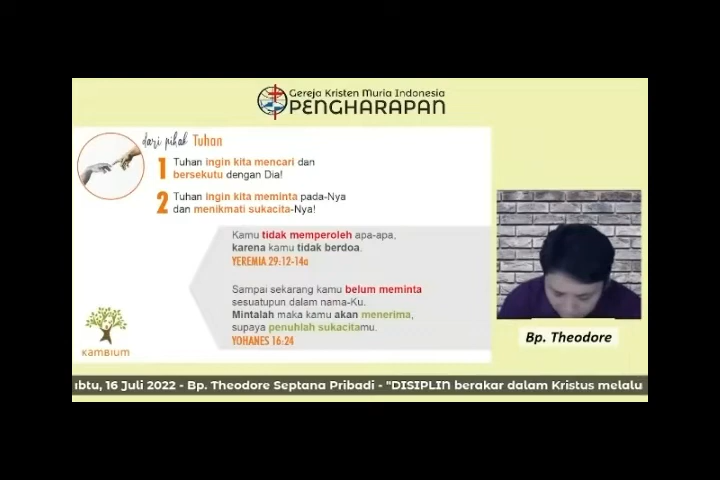 Gereja Kristen Muria Indonesia
PENGHARAPAN
dari pihak Tuhan
1 Tuhan ingin kita mencari dan
bersekutu dengan Dia!
2 Tuhan ingin kita meminta pada-Nya
dan menikmati sukacita-Nya!
Kamu tidak memperoleh apa-apa,
karena kamu tidak berdoa.
YEREMIA 29:12-14a
Sampai sekarang kamu belum meminta
sesuatupun dalam nama-Ku.
Mintalah maka kamu akan menerima,
supaya penuhlah sukacitamu.
YOHANES 16:24
KAMBIUM
Bp. Theodore
abtu, 16 Juli 2022 - Bp. Theodore Septana Pribadi - "DISIPLIN berakar dalam Kristus melalu